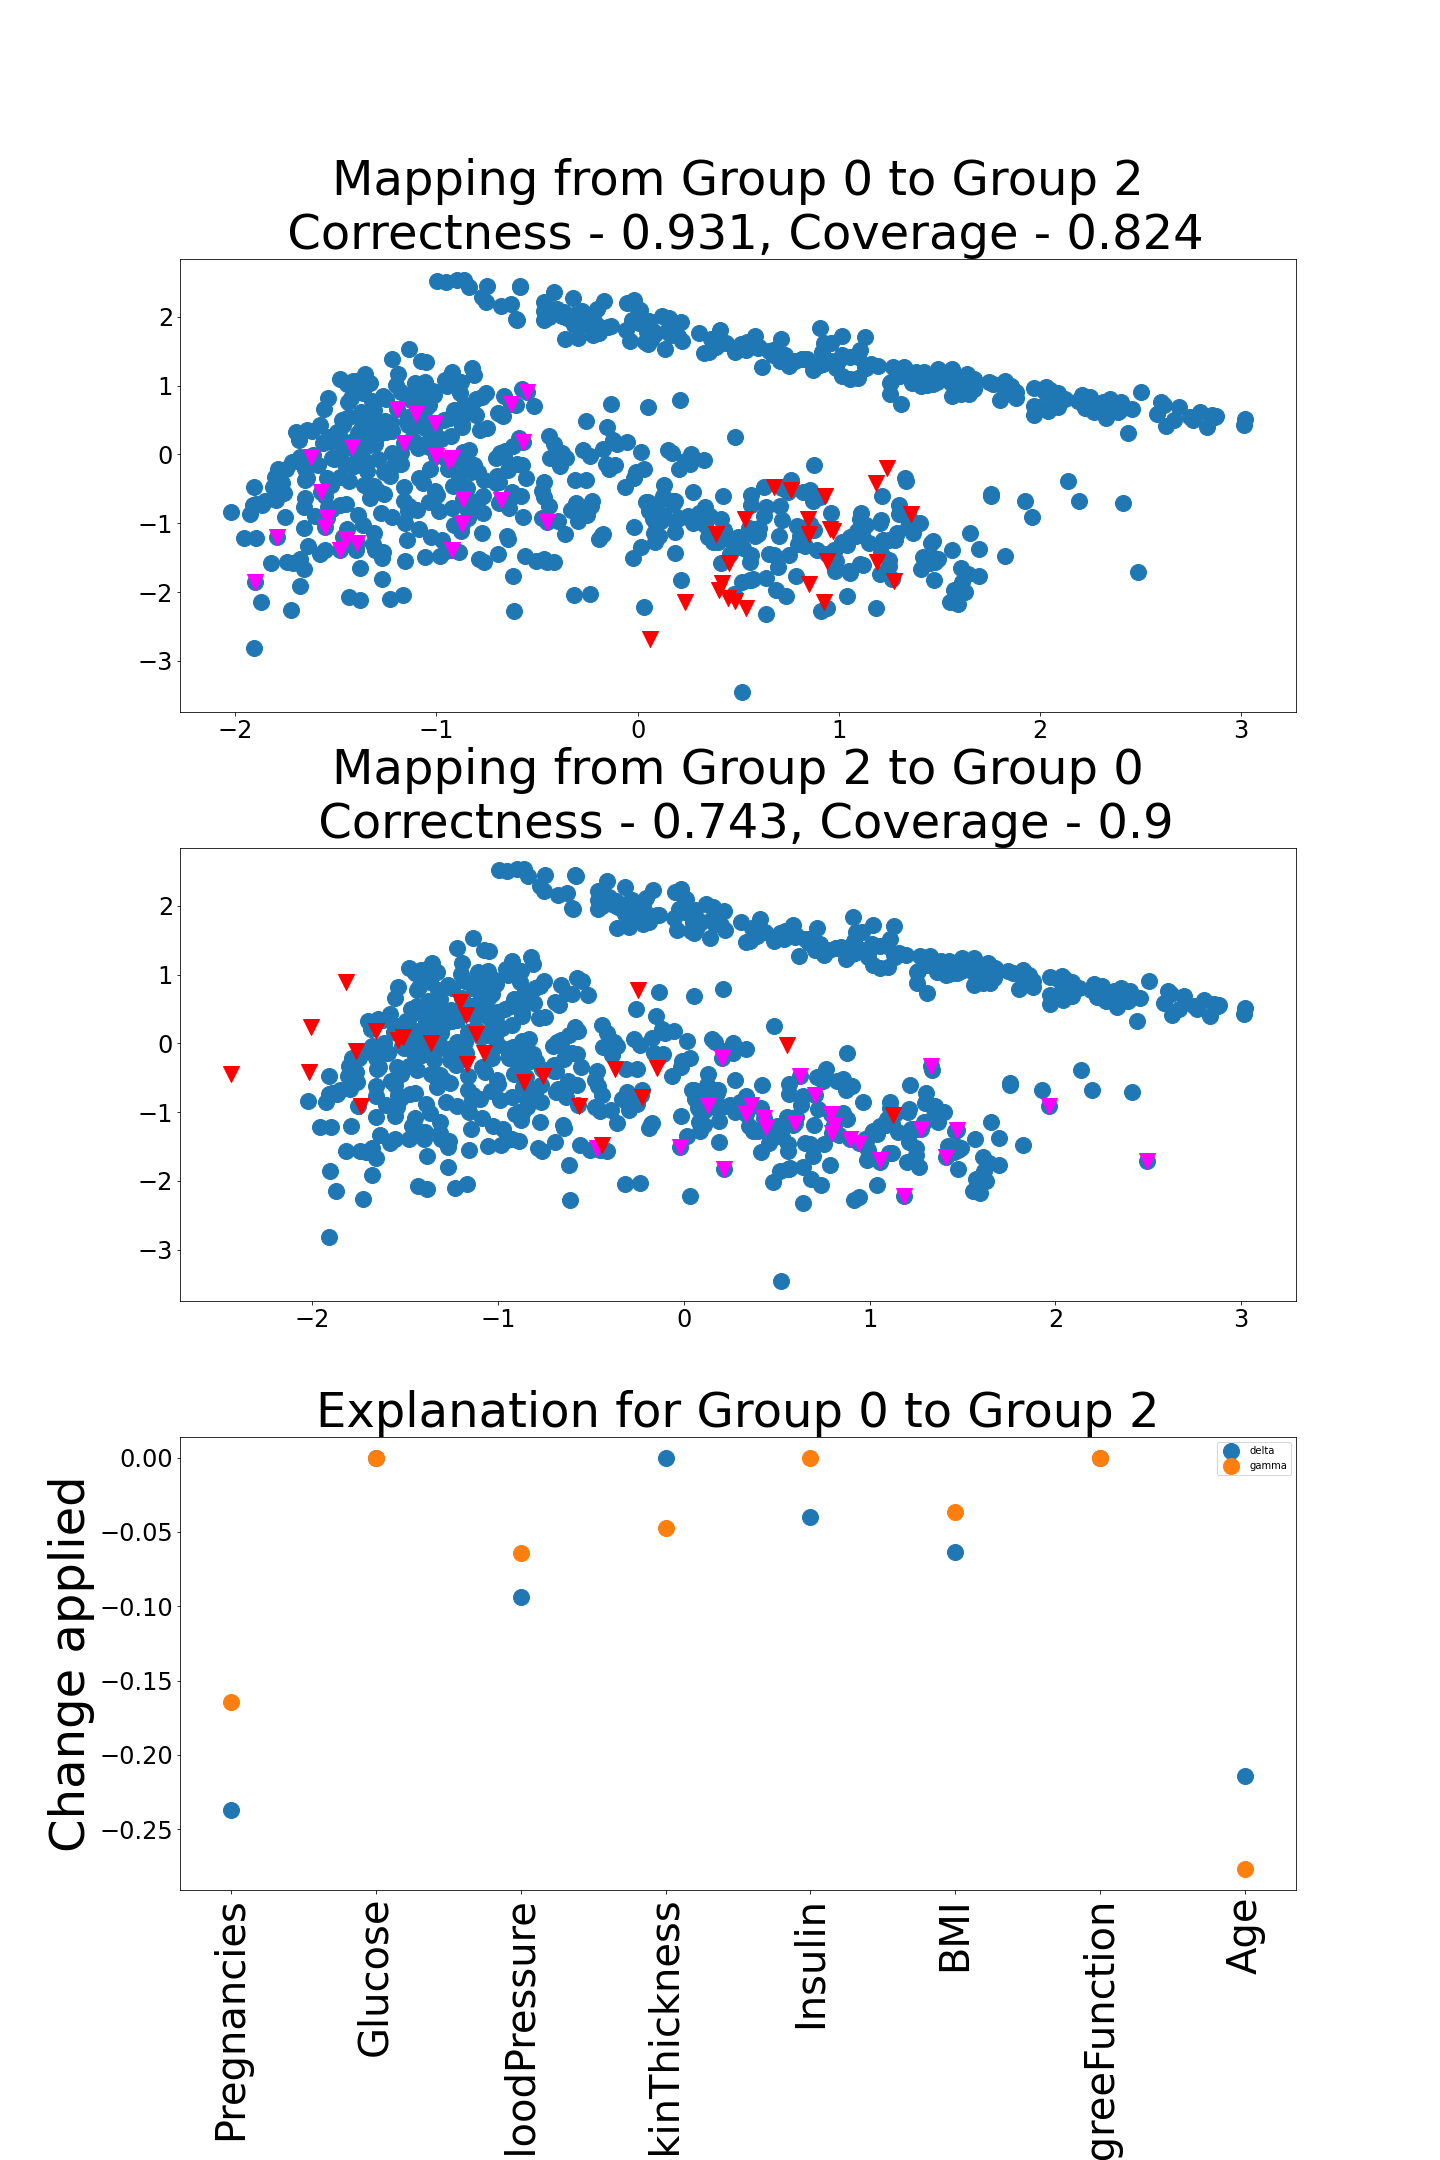 Mapping from Group 0 to Group 2
Correctness - 0.931, Coverage - 0.824
2
1
0
−1
−2
−3
−2
−1
0
1
2
3
Mapping from Group 2 to Group 0
Correctness - 0.743, Coverage - 0.9
2
1
0
−1
−2
−3
−2
−1
0
1
2
3
Explanation for Group 0 to Group 2
Change applied
0.00
−0.05
−0.10
−0.15
−0.20
−0.25
delta
gamma
Pregnancies
Glucose
loodPressure
kinThickness
Insulin
BMI
greeFunction
Age